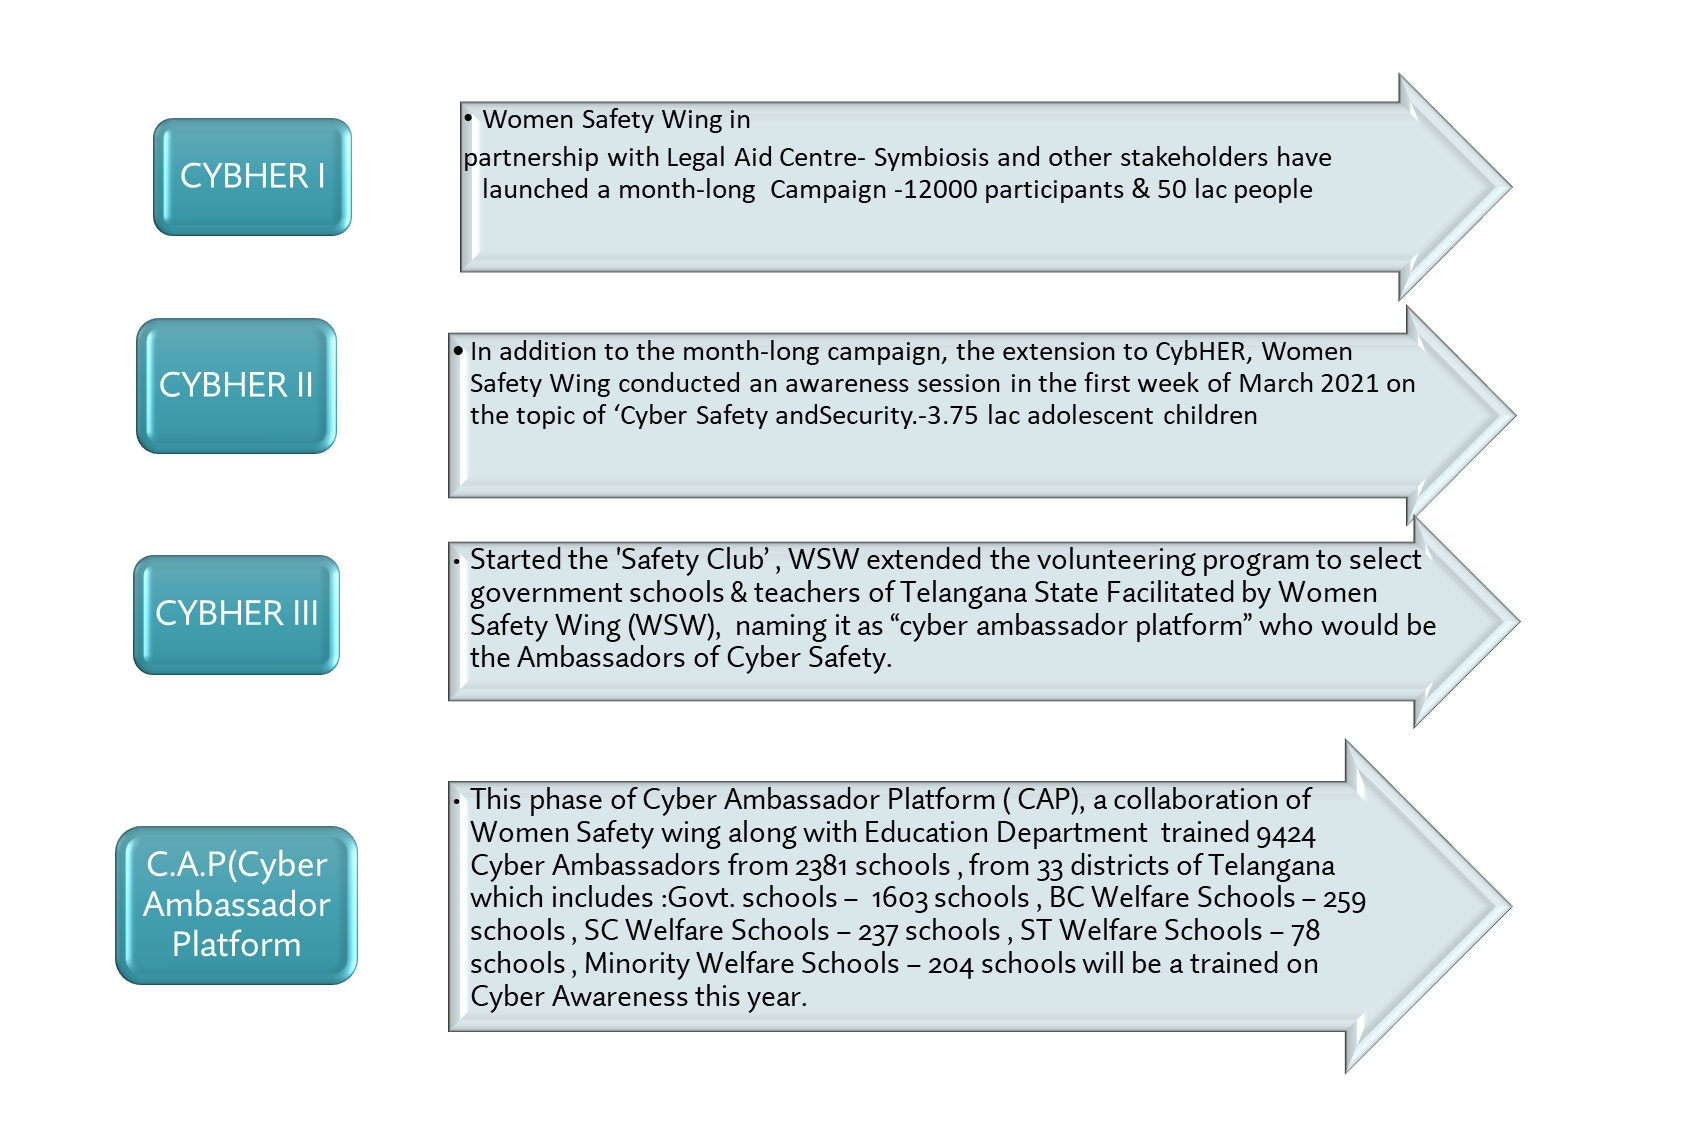 CYBHER I
• Women Safety Wing in
partnership with Legal Aid Centre- Symbiosis and other stakeholders have
launched a month-long Campaign -12000 participants & 50 lac people
CYBHER II
• In addition to the month-long campaign, the extension to CybHER, Women
Safety Wing conducted an awareness session in the first week of March 2021 on
the topic of ‘Cyber Safety andSecurity.-3.75 lac adolescent children
CYBHER III
• Started the 'Safety Club’ , WSW extended the volunteering program to select
government schools & teachers of Telangana State Facilitated by Women
Safety Wing (WSW), naming it as “cyber ambassador platform” who would be
the Ambassadors of Cyber Safety.
C.A.P(Cyber
Ambassador
Platform
• This phase of Cyber Ambassador Platform ( CAP), a collaboration of
Women Safety wing along with Education Department trained 9424
Cyber Ambassadors from 2381 schools , from 33 districts of Telangana
which includes :Govt. schools – 1603 schools , BC Welfare Schools – 259
schools , SC Welfare Schools – 237 schools , ST Welfare Schools – 78
schools , Minority Welfare Schools – 204 schools will be a trained on
Cyber Awareness this year.